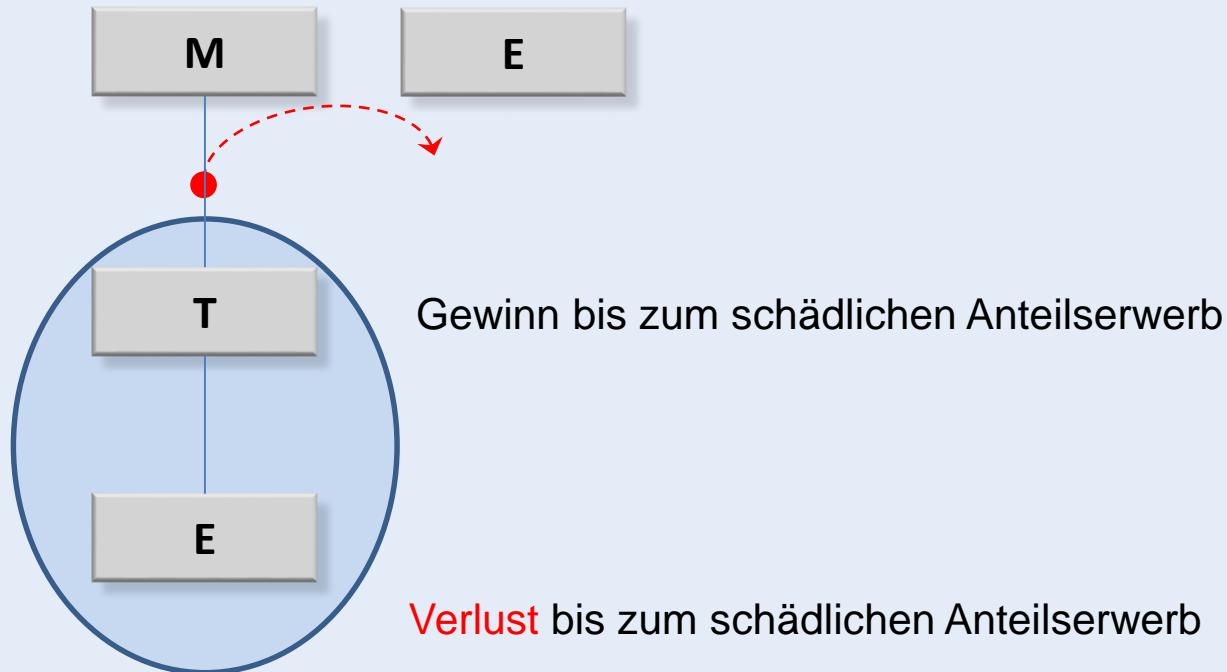 M
E
T
Gewinn bis zum schädlichen Anteilserwerb
E
Verlust bis zum schädlichen Anteilserwerb